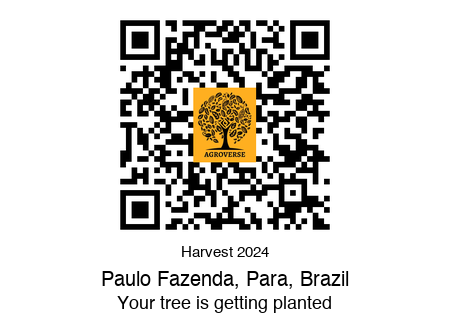 AGROVERSE
Harvest 2024
Paulo Fazenda, Para, Brazil
Your tree is getting planted